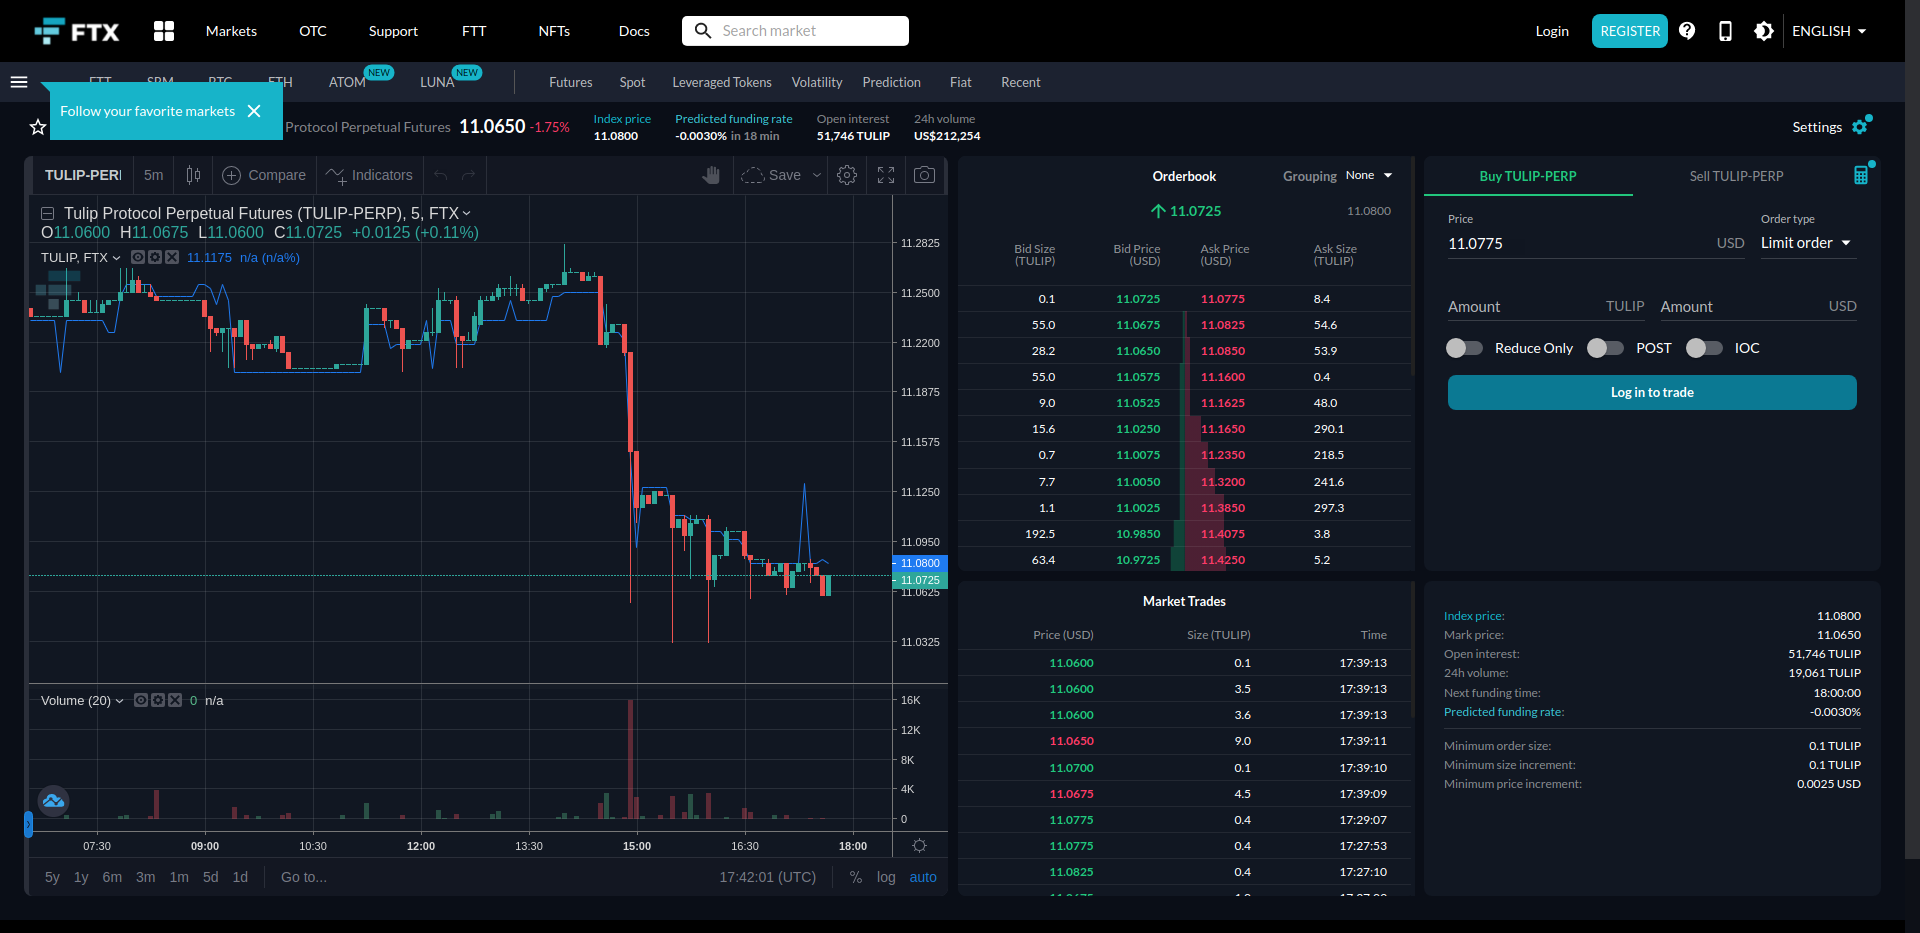 FTX Markets OTC Support FTT NFTs Docs Search market Login REGISTER ENGLISH
FTT SRM BTC ETH ATOM NEW LUNA NEW Futures Spot Leveraged Tokens Volatility Prediction Fiat Recent
Follow your favorite markets
Protocol Perpetual Futures 11.0650 -1.75%
Index price
11.0800
Predicted funding rate
-0.0030% in 18 min
Open interest
51,746 TULIP
24h volume
US$212,254
Settings
TULIP-PERP 5m Compare Indicators Save
Tulip Protocol Perpetual Futures (TULIP-PERP), 5, FTX
O11.0600 H11.0675 L11.0600 C11.0725 +0.0125 (+0.11%)
TULIP, FTX 11.1175 n/a (n/a%)
11.2825
11.2500
11.2200
11.1875
11.1575
11.1250
11.0950
11.0800
11.0725
11.0625
11.0325
Volume (20) 0 n/a
16K
12K
8K
4K
0
07:30 09:00 10:30 12:00 13:30 15:00 16:30 18:00
5y 1y 6m 3m 1m 5d 1d Go to... 17:42:01 (UTC) % log auto
Orderbook Grouping None
11.0725 11.0800
Bid Size Bid Price Ask Price Ask Size
(TULIP) (USD) (USD) (TULIP)
0.1 11.0725 11.0775 8.4
55.0 11.0675 11.0825 54.6
28.2 11.0650 11.0850 53.9
55.0 11.0575 11.1600 0.4
9.0 11.0525 11.1625 48.0
15.6 11.0250 11.1650 290.1
0.7 11.0075 11.2350 218.5
7.7 11.0050 11.3200 241.6
1.1 11.0025 11.3850 297.3
192.5 10.9850 11.4075 3.8
63.4 10.9725 11.4250 5.2
Market Trades
Price (USD) Size (TULIP) Time
11.0600 0.1 17:39:13
11.0600 3.5 17:39:13
11.0600 3.6 17:39:13
11.0650 9.0 17:39:11
11.0700 0.1 17:39:10
11.0675 4.5 17:39:09
11.0775 0.4 17:29:07
11.0775 0.4 17:27:53
11.0825 0.4 17:27:10
Buy TULIP-PERP Sell TULIP-PERP
Price Order type
11.0775 USD Limit order
Amount TULIP Amount USD
Reduce Only POST IOC
Log in to trade
Index price: 11.0800
Mark price: 11.0650
Open interest: 51,746 TULIP
24h volume: 19,061 TULIP
Next funding time: 18:00:00
Predicted funding rate: -0.0030%
Minimum order size: 0.1 TULIP
Minimum size increment: 0.1 TULIP
Minimum price increment: 0.0025 USD